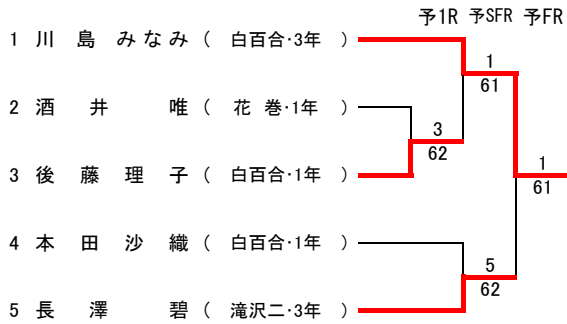 予1R 予SFR 予FR
1 川島 みなみ ( 白百合・3年 )
1
61
2 酒井 唯 ( 花巻・1年 )
3
62
3 後藤理子 ( 白百合・1年 )
1
61
4 本田沙織 ( 白百合・1年 )
5
62
5 長澤 碧 ( 滝沢二・3年 )